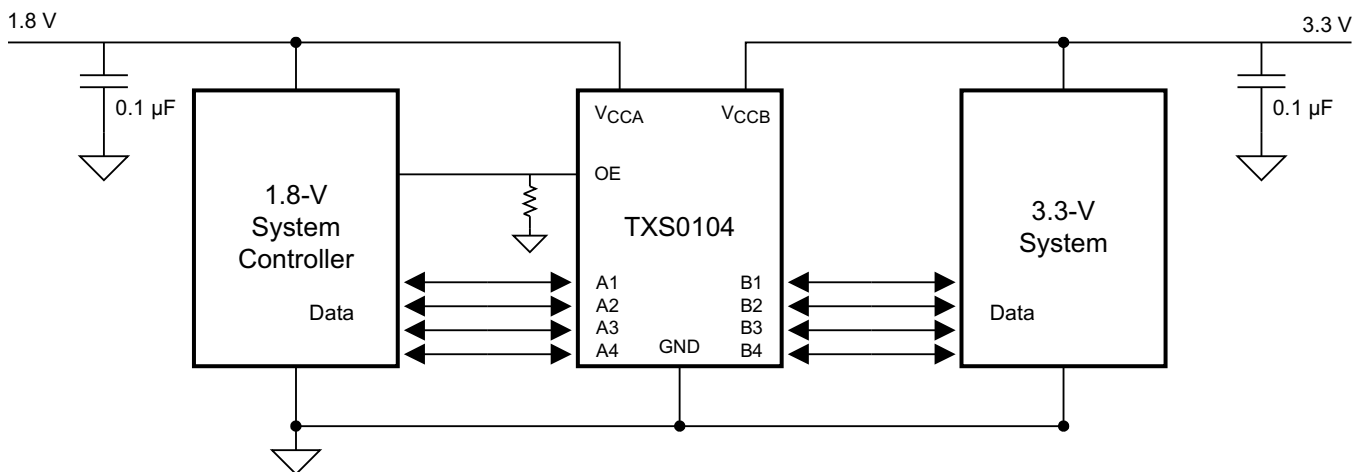 1.8 V
3.3 V
0.1 µF
0.1 µF
VCCA
VCCB
OE
1.8-V
System
Controller
TXS0104
3.3-V
System
Data
A1
A2
A3
A4
GND
B1
B2
B3
B4
Data